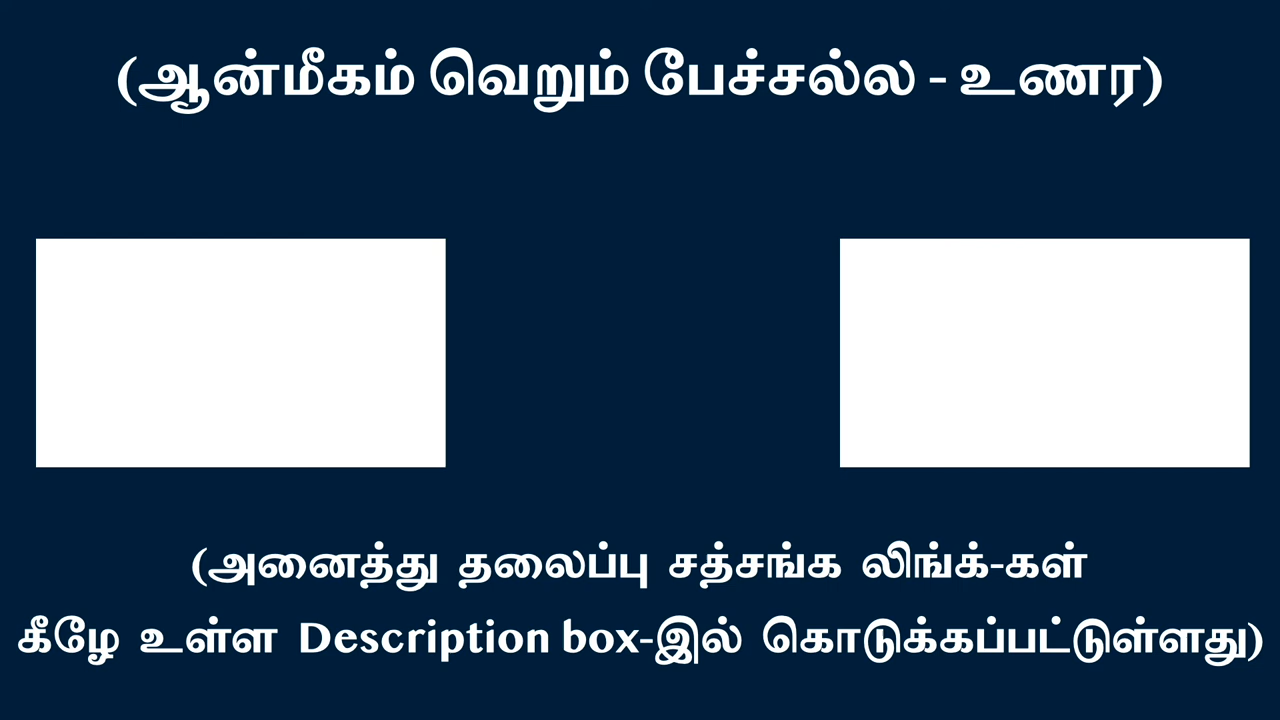 (ஆன்மீகம் வெறும் பேச்சல்ல - உணர)
(அனைத்து தலைப்பு சத்சங்க லிங்க்-கள்
கீழே உள்ள Description box-இல் கொடுக்கப்பட்டுள்ளது)